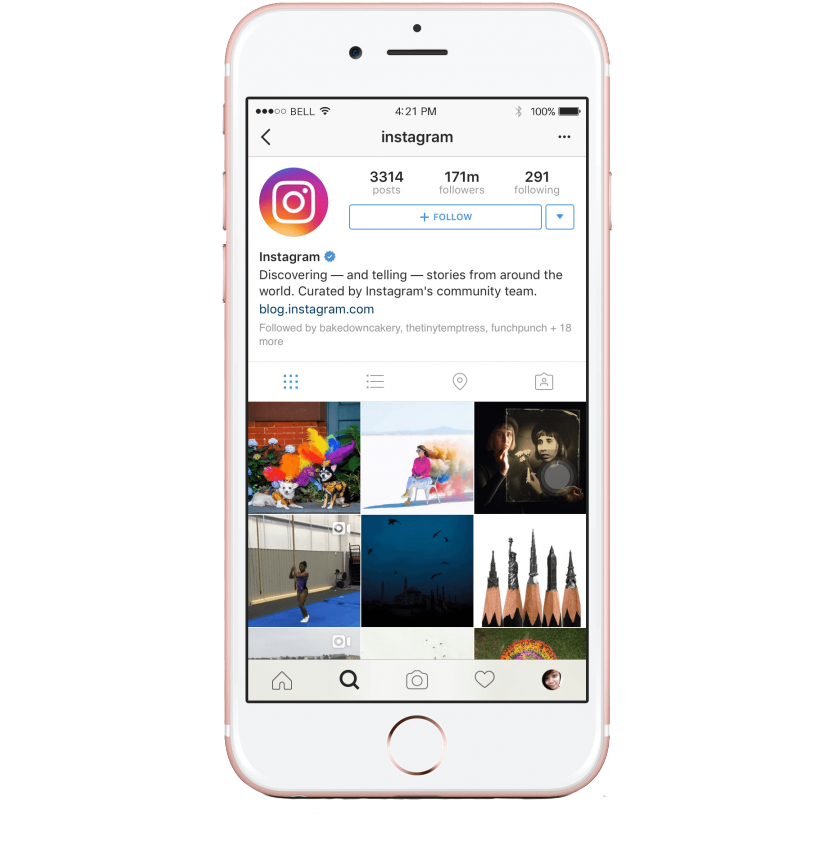 BELL 4:21 PM 100%
instagram
3314 171m 291
posts followers following
+ FOLLOW
Instagram
Discovering — and telling — stories from around the
world. Curated by Instagram's community team.
blog.instagram.com
Followed by bakedowncakery, thetinytemptress, funchpunch + 18
more